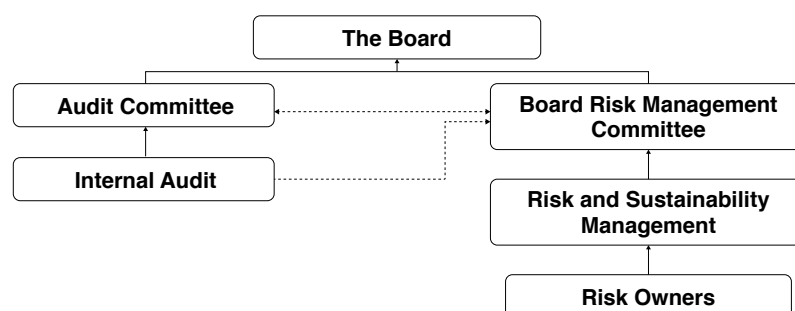 The Board
Audit Committee
Board Risk Management
Committee
Internal Audit
Risk and Sustainability
Management
Risk Owners